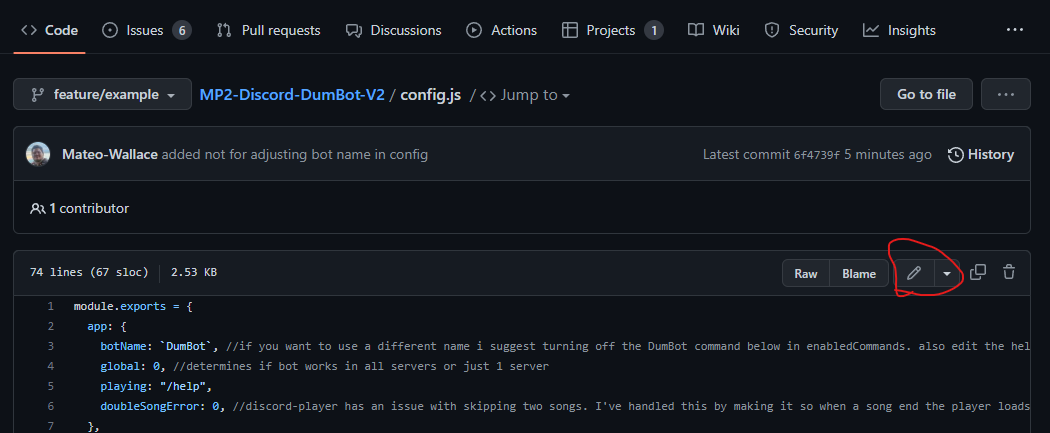 Code Issues 6 Pull requests Discussions Actions Projects 1 Wiki Security Insights ...
feature/example MP2-Discord-DumBot-V2 / config.js / <> Jump to Go to file ...
Mateo-Wallace added not for adjusting bot name in config Latest commit 6f4739f 5 minutes ago History
1 contributor
74 lines (67 sloc) 2.53 KB Raw Blame
1 module.exports = {
2 app: {
3 botName: `DumBot`, //if you want to use a different name i suggest turning off the DumBot command below in enabledCommands. also edit the hel
4 global: 0, //determines if bot works in all servers or just 1 server
5 playing: "/help",
6 doubleSongError: 0, //discord-player has an issue with skipping two songs. I've handled this by making it so when a song end the player loads
7 },